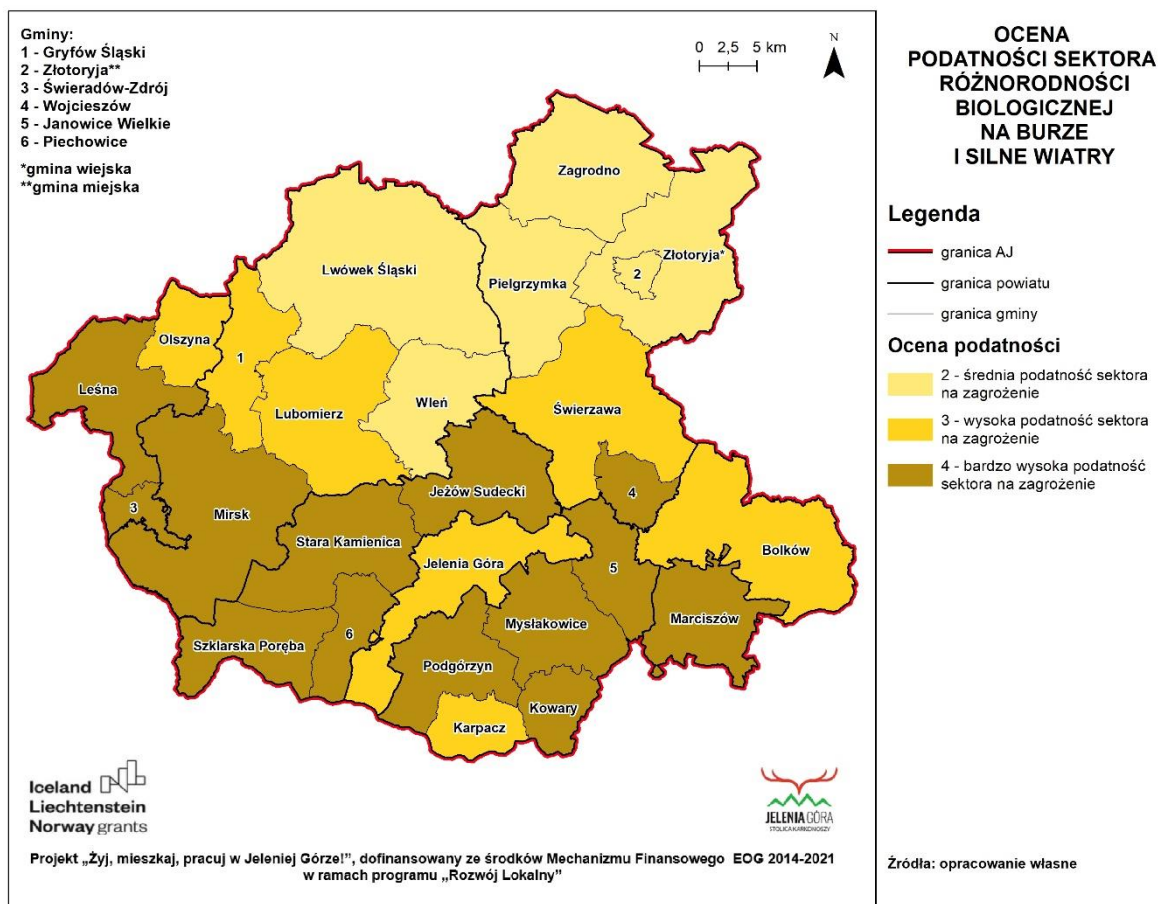 Gminy:
1 - Gryfów Śląski
2 - Złotoryja**
3 - Świeradów-Zdrój
4 - Wojcieszów
5 - Janowice Wielkie
6 - Piechowice
*gmina wiejska
**gmina miejska
0 2,5 5 km
N
OCENA
PODATNOŚCI SEKTORA
RÓŻNORODNOŚCI
BIOLOGICZNEJ
NA BURZE
I SILNE WIATRY
Zagrodno
Złotoryja*
2
Lwówek Śląski
Pielgrzymka
Olszyna
1
Leśna
Lubomierz
Wleń
Świerzawa
Jeżów Sudecki
4
3
Mirsk
Stara Kamienica
Jelenia Góra
Bolków
5
Mysłakowice
Marciszów
6
Szklarska Poręba
Podgórzyn
Kowary
Karpacz
Legenda
granica AJ
granica powiatu
granica gminy
Ocena podatności
2 - średnia podatność sektora
na zagrożenie
3 - wysoka podatność sektora
na zagrożenie
4 - bardzo wysoka podatność
sektora na zagrożenie
Iceland
Liechtenstein
Norway grants
JELENIA GÓRA
STOLICA KARKONOSZY
Projekt „Żyj, mieszkaj, pracuj w Jeleniej Górze!”, dofinansowany ze środków Mechanizmu Finansowego EOG 2014-2021
w ramach programu „Rozwój Lokalny”
Źródła: opracowanie własne